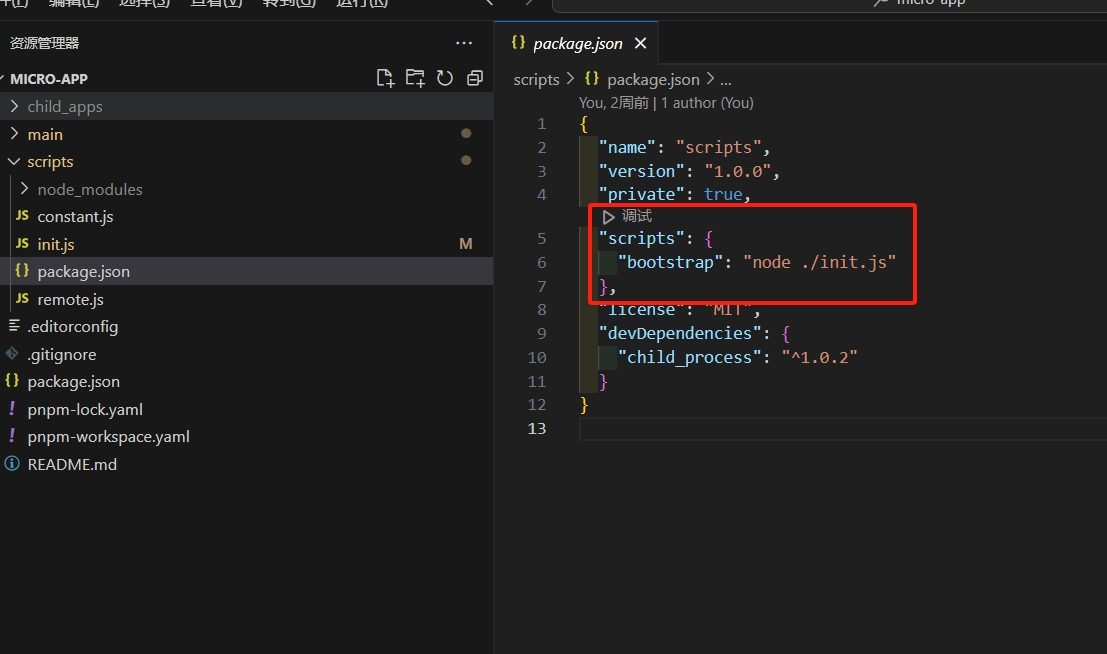 编辑(E) 选择(S) 查看(V) 转到(G) 运行(R)
micro-app
资源管理器
MICRO-APP
child_apps
main
scripts
node_modules
JS constant.js
JS init.js M
{} package.json
JS remote.js
.editorconfig
.gitignore
{} package.json
! pnpm-lock.yaml
! pnpm-workspace.yaml
README.md
{} package.json
scripts > {} package.json > ...
You, 2周前 | 1 author (You)
1 {
2 "name": "scripts",
3 "version": "1.0.0",
4 "private": true,
调试
5 "scripts": {
6 "bootstrap": "node ./init.js"
7 },
8 "license": "MIT",
9 "devDependencies": {
10 "child_process": "^1.0.2"
11 }
12 }
13